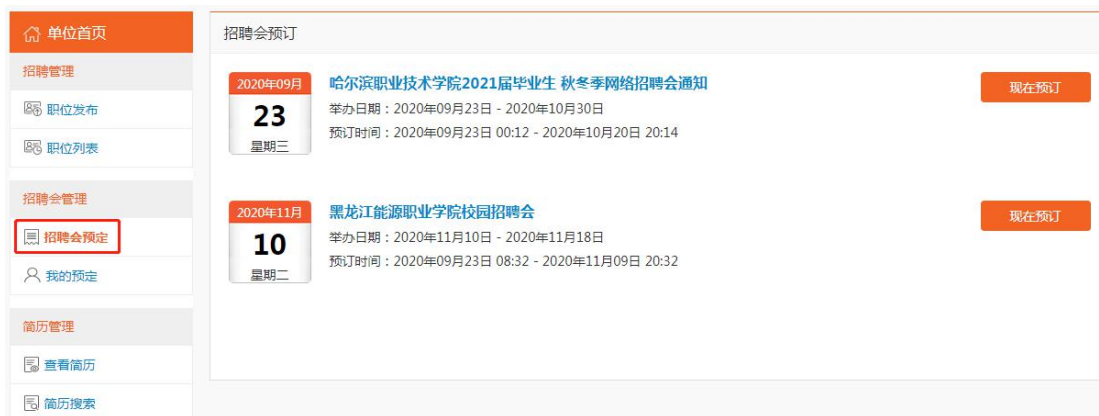 单位首页
招聘管理
职位发布
职位列表
招聘会管理
招聘会预定
我的预定
简历管理
查看简历
简历搜索
招聘会预订
2020年09月
23
星期三
哈尔滨职业技术学院2021届毕业生 秋冬季网络招聘会通知
举办日期：2020年09月23日 - 2020年10月30日
预订时间：2020年09月23日 00:12 - 2020年10月20日 20:14
现在预订
2020年11月
10
星期二
黑龙江能源职业学院校园招聘会
举办日期：2020年11月10日 - 2020年11月18日
预订时间：2020年09月23日 08:32 - 2020年11月09日 20:32
现在预订